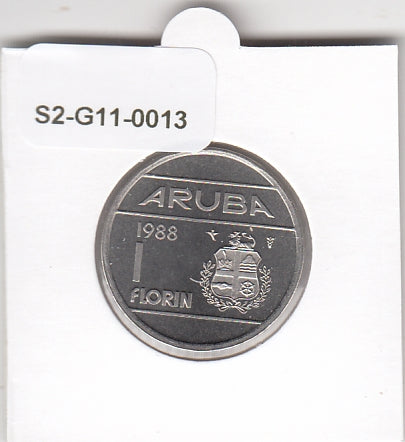 S2-G11-0013
ARUBA
1988
1
FLORIN